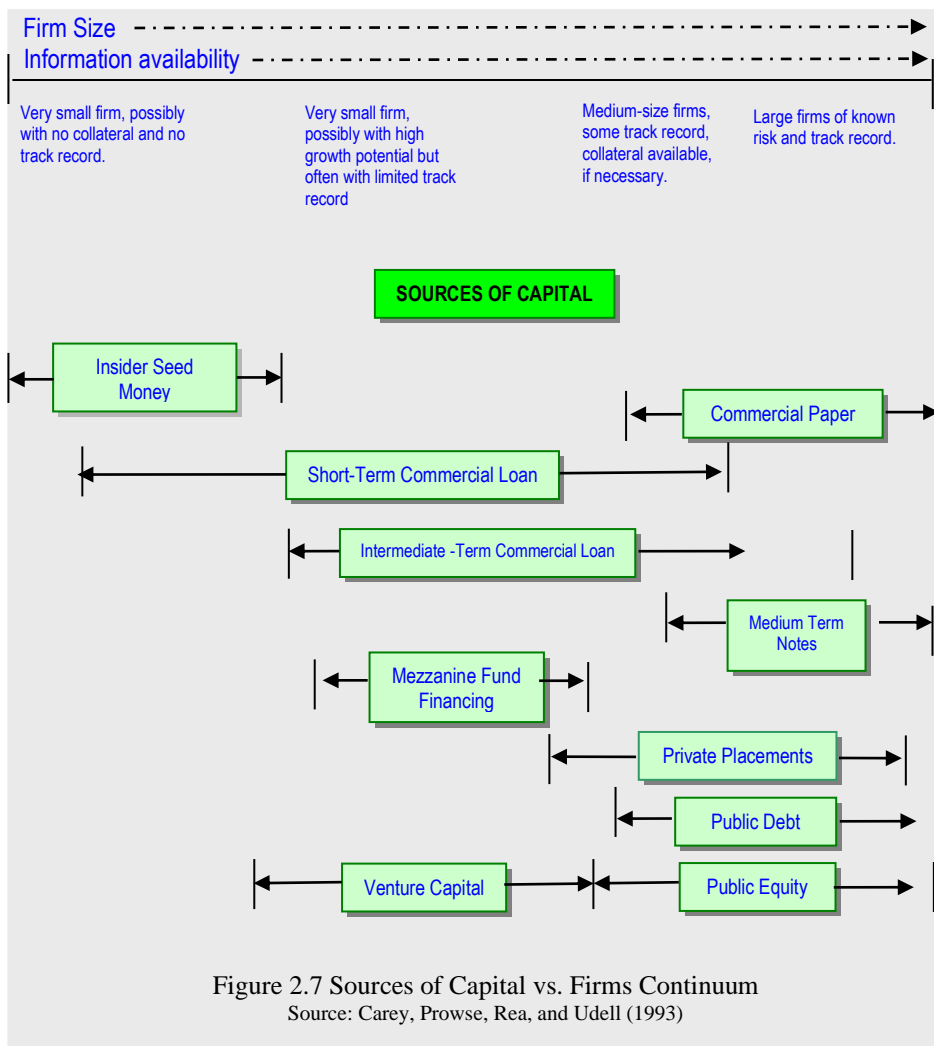 Firm Size
Information availability
Very small firm, possibly
with no collateral and no
track record.
Very small firm,
possibly with high
growth potential but
often with limited track
record
Medium-size firms,
some track record,
collateral available,
if necessary.
Large firms of known
risk and track record.
SOURCES OF CAPITAL
Insider Seed
Money
Commercial Paper
Short-Term Commercial Loan
Intermediate -Term Commercial Loan
Medium Term
Notes
Mezzanine Fund
Financing
Private Placements
Public Debt
Venture Capital
Public Equity
Figure 2.7 Sources of Capital vs. Firms Continuum
Source: Carey, Prowse, Rea, and Udell (1993)